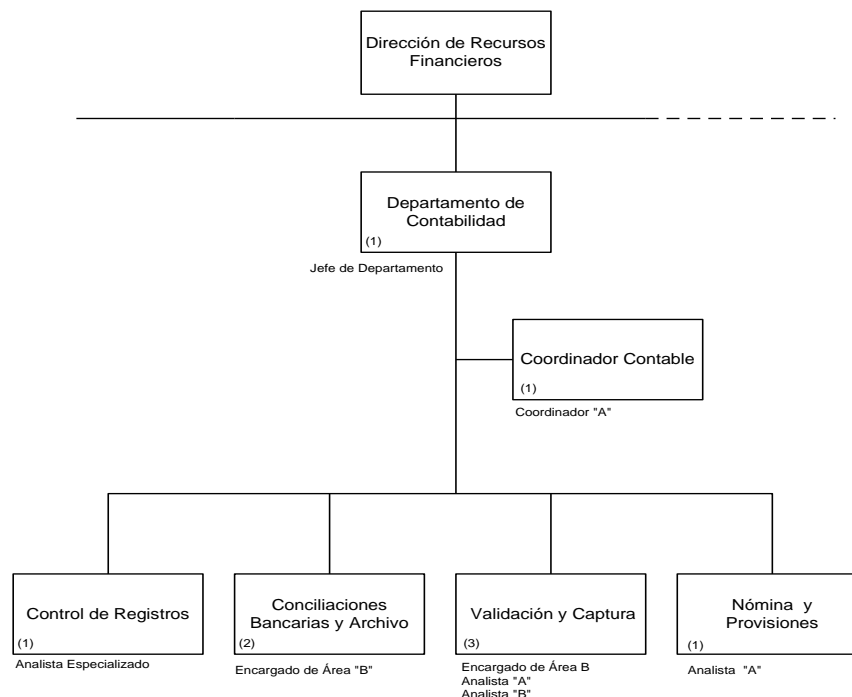 Dirección de Recursos
Financieros
Departamento de
Contabilidad
(1)
Jefe de Departamento
Coordinador Contable
(1)
Coordinador "A"
Control de Registros
(1)
Analista Especializado
Conciliaciones
Bancarias y Archivo
(2)
Encargado de Área "B"
Validación y Captura
(3)
Encargado de Área B
Analista "A"
Analista "B"
Nómina y
Provisiones
(1)
Analista "A"